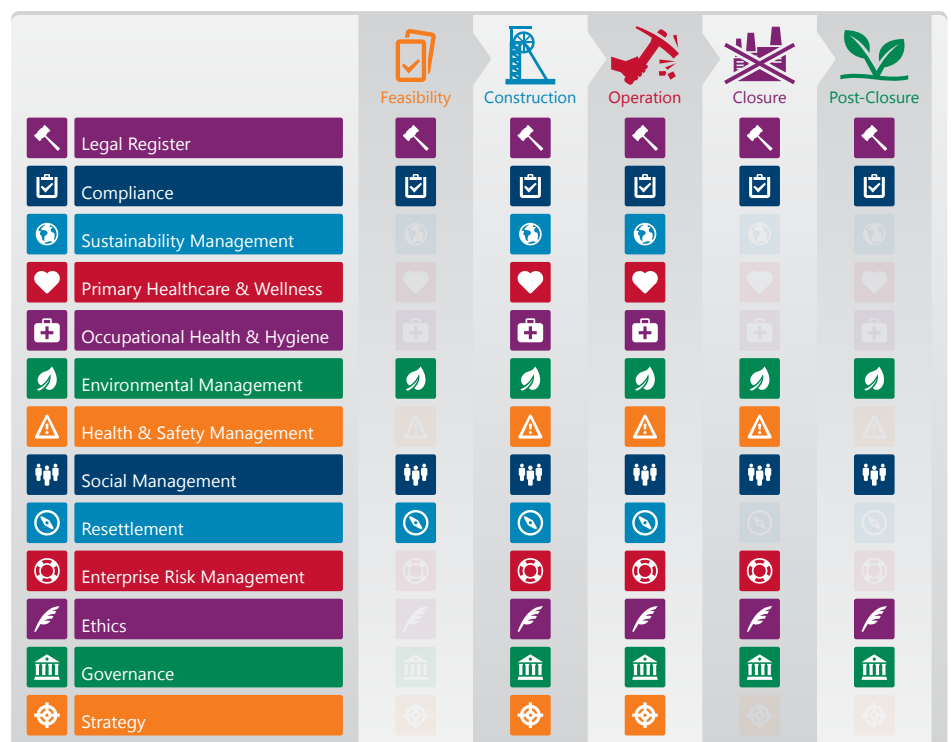 Feasibility Construction Operation Closure Post-Closure
Legal Register
Compliance
Sustainability Management
Primary Healthcare & Wellness
Occupational Health & Hygiene
Environmental Management
Health & Safety Management
Social Management
Resettlement
Enterprise Risk Management
Ethics
Governance
Strategy